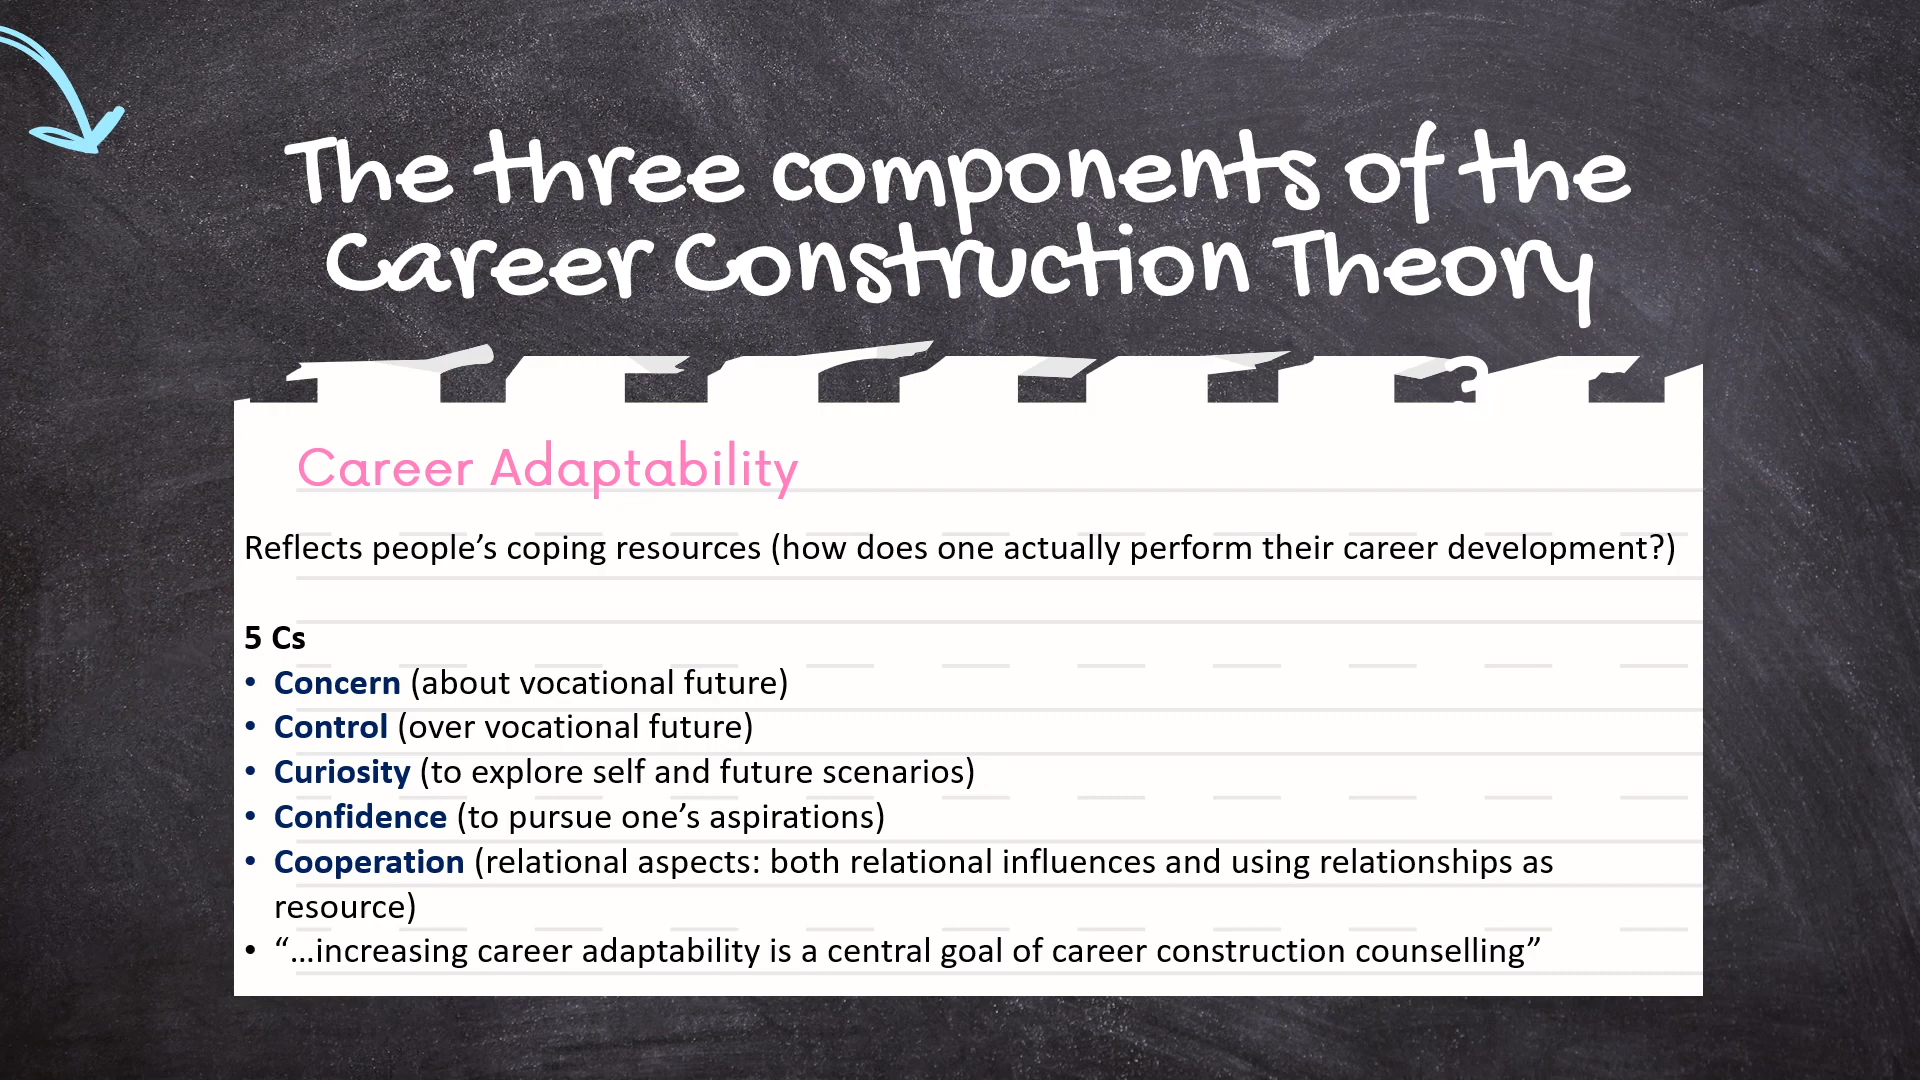 The three components of the
Career Construction Theory
?
Career Adaptability
Reflects people’s coping resources (how does one actually perform their career development?)
5 Cs
• Concern (about vocational future)
• Control (over vocational future)
• Curiosity (to explore self and future scenarios)
• Confidence (to pursue one’s aspirations)
• Cooperation (relational aspects: both relational influences and using relationships as
resource)
• “…increasing career adaptability is a central goal of career construction counselling”